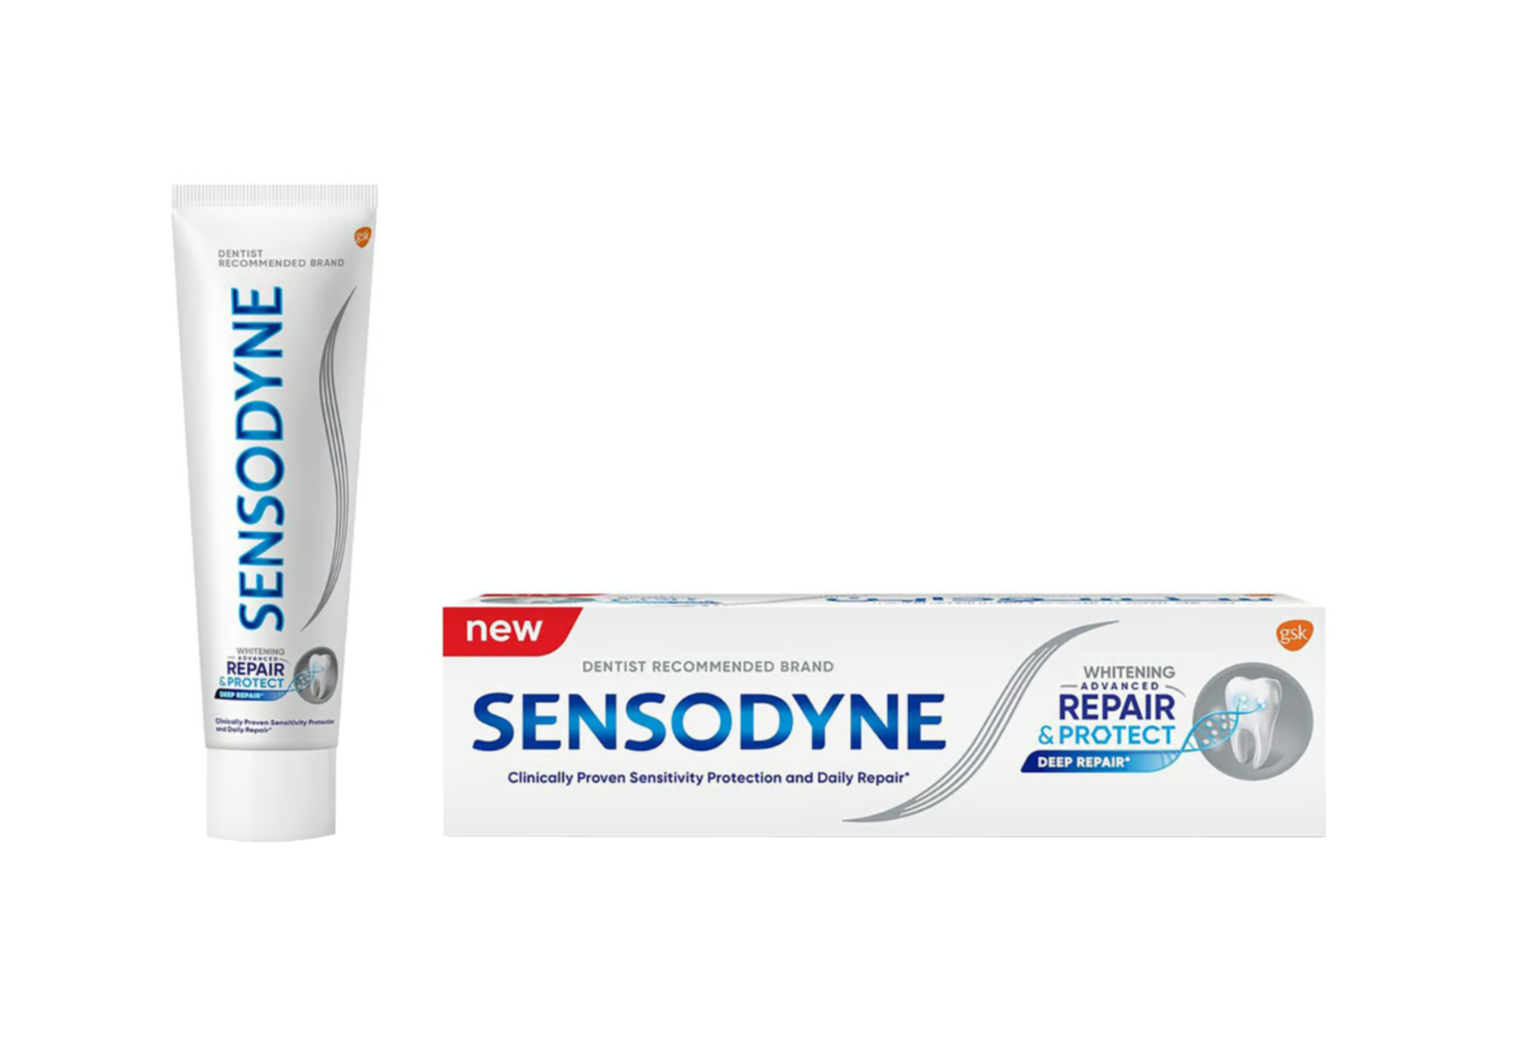 DENTIST
RECOMMENDED BRAND
gsk
SENSODYNE
WHITENING
ADVANCED
REPAIR
& PROTECT
DEEP REPAIR*
Clinically Proven Sensitivity Protection
and Daily Repair*
new
DENTIST RECOMMENDED BRAND
SENSODYNE
Clinically Proven Sensitivity Protection and Daily Repair*
gsk
WHITENING
ADVANCED
REPAIR
& PROTECT
DEEP REPAIR*